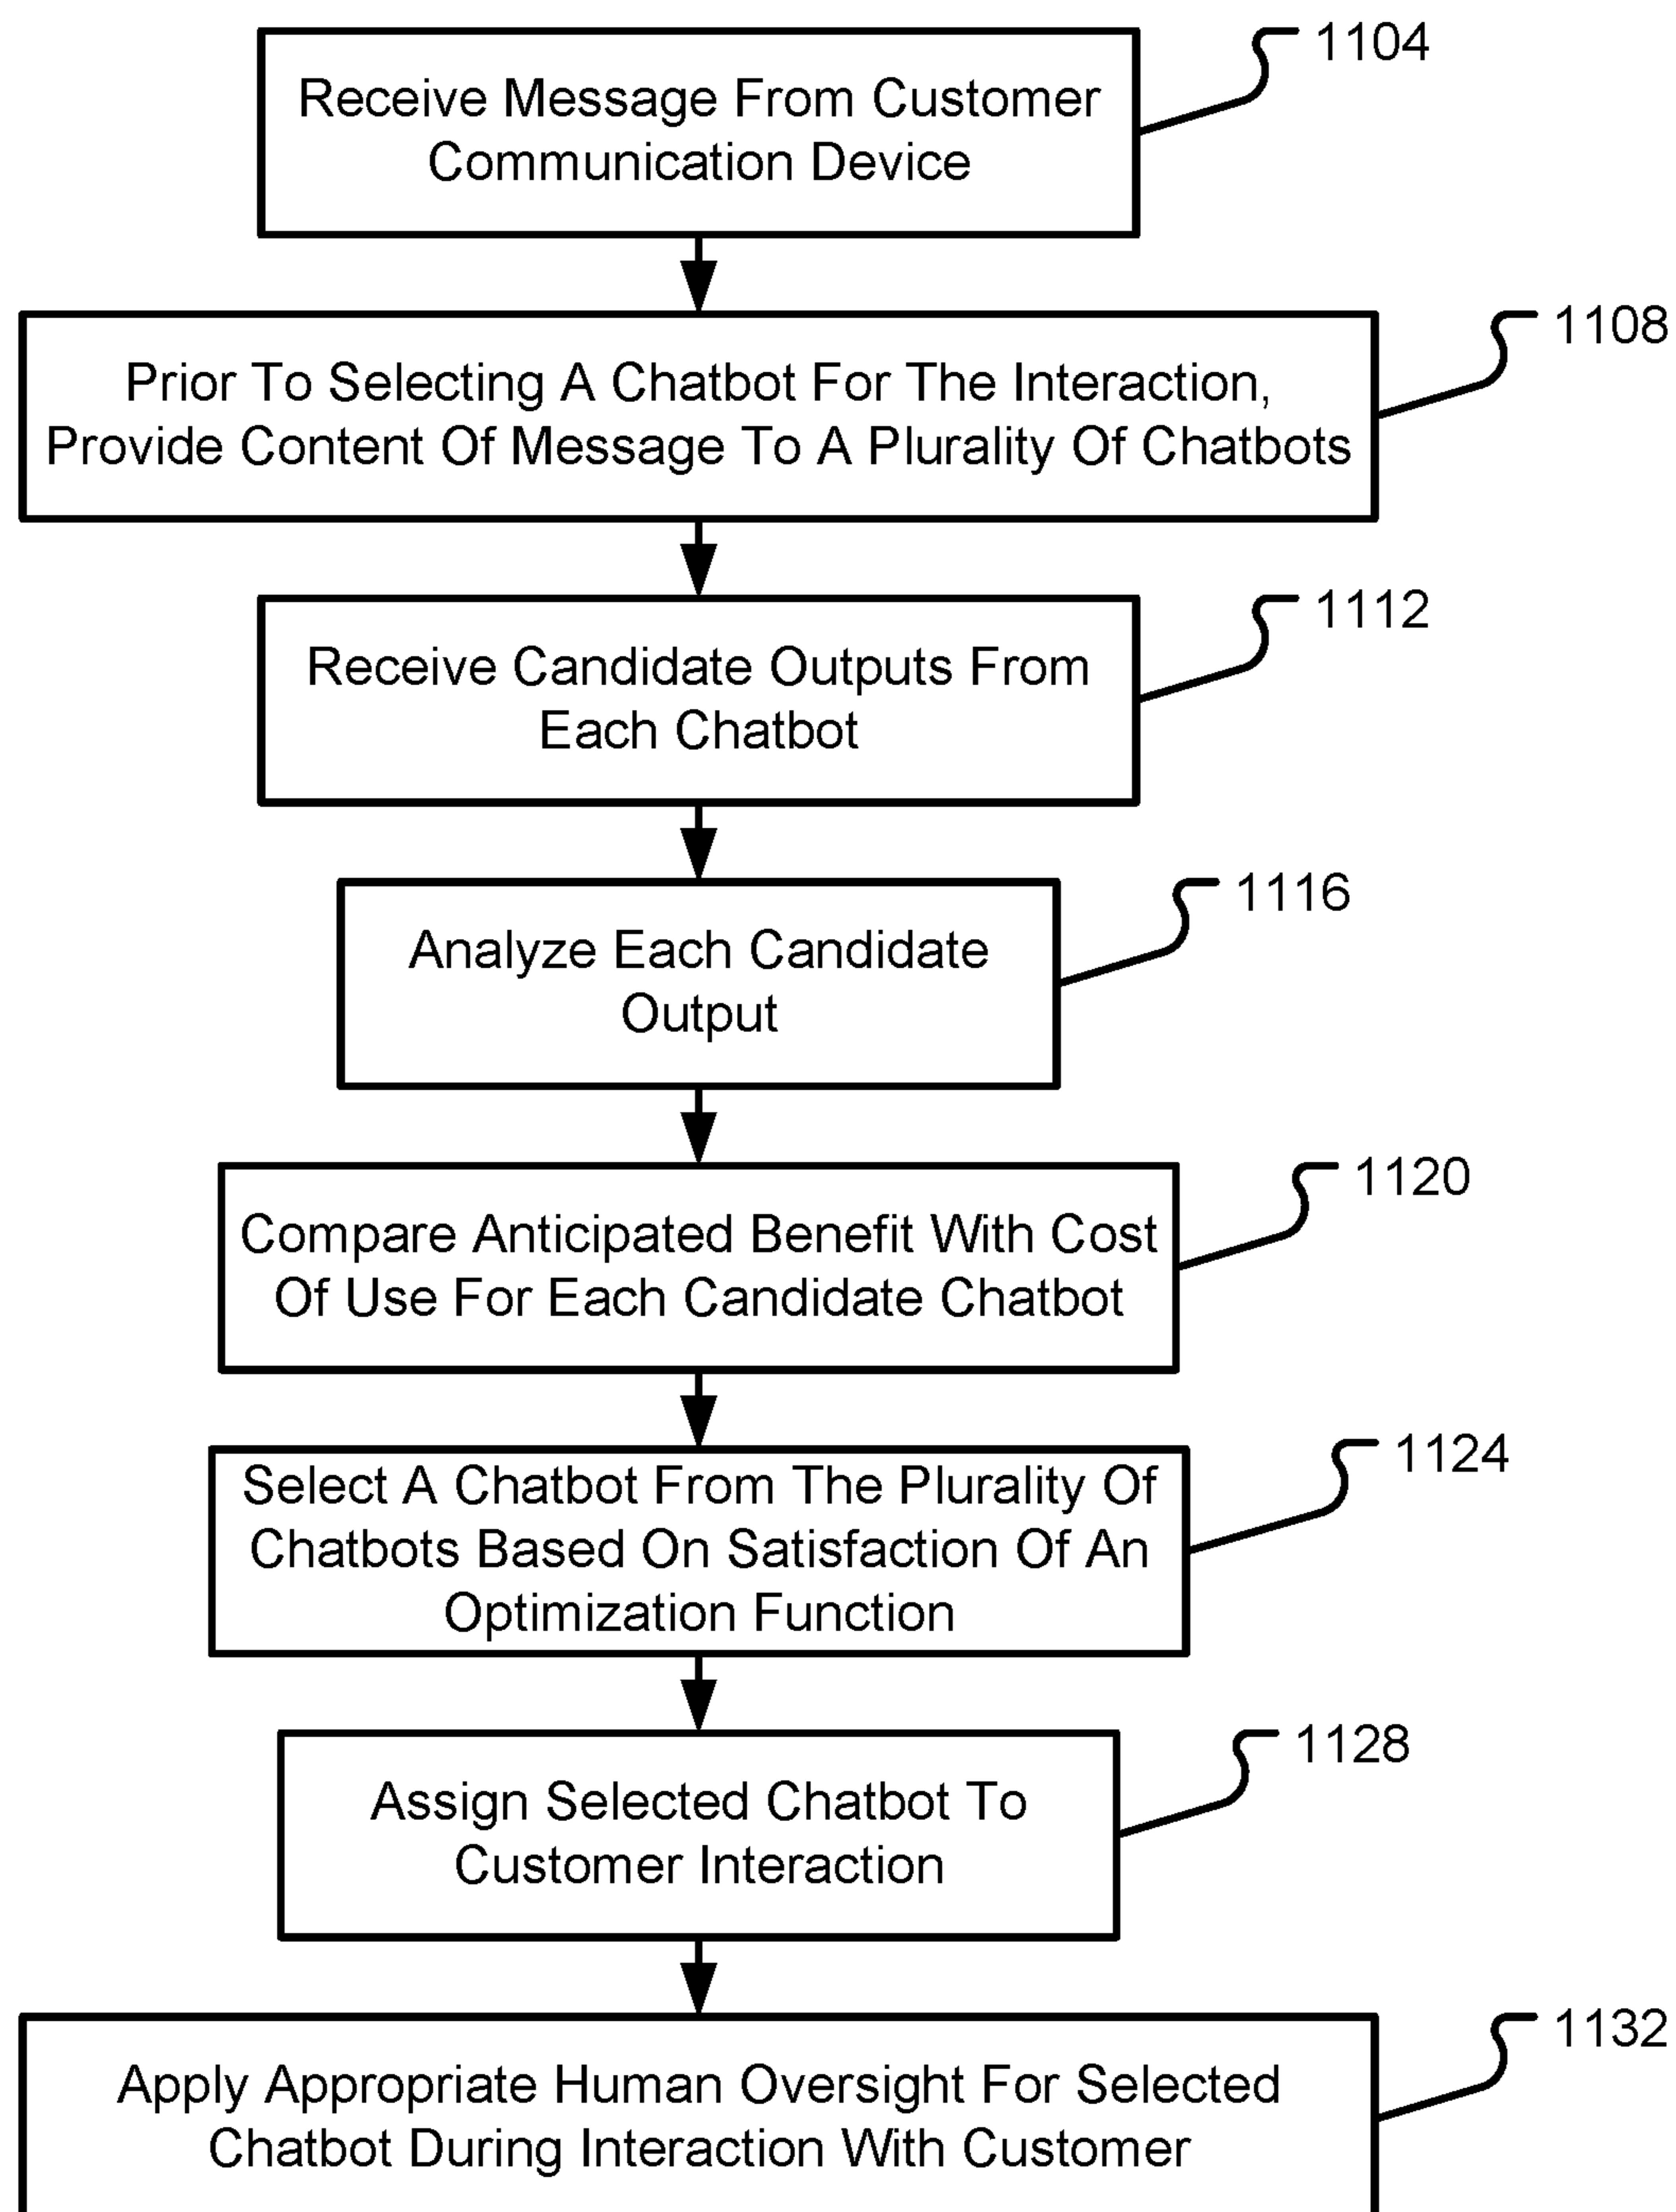 1104
Receive Message From Customer
Communication Device
1108
Prior To Selecting A Chatbot For The Interaction,
Provide Content Of Message To A Plurality Of Chatbots
1112
Receive Candidate Outputs From
Each Chatbot
1116
Analyze Each Candidate
Output
1120
Compare Anticipated Benefit With Cost
Of Use For Each Candidate Chatbot
1124
Select A Chatbot From The Plurality Of
Chatbots Based On Satisfaction Of An
Optimization Function
1128
Assign Selected Chatbot To
Customer Interaction
1132
Apply Appropriate Human Oversight For Selected
Chatbot During Interaction With Customer